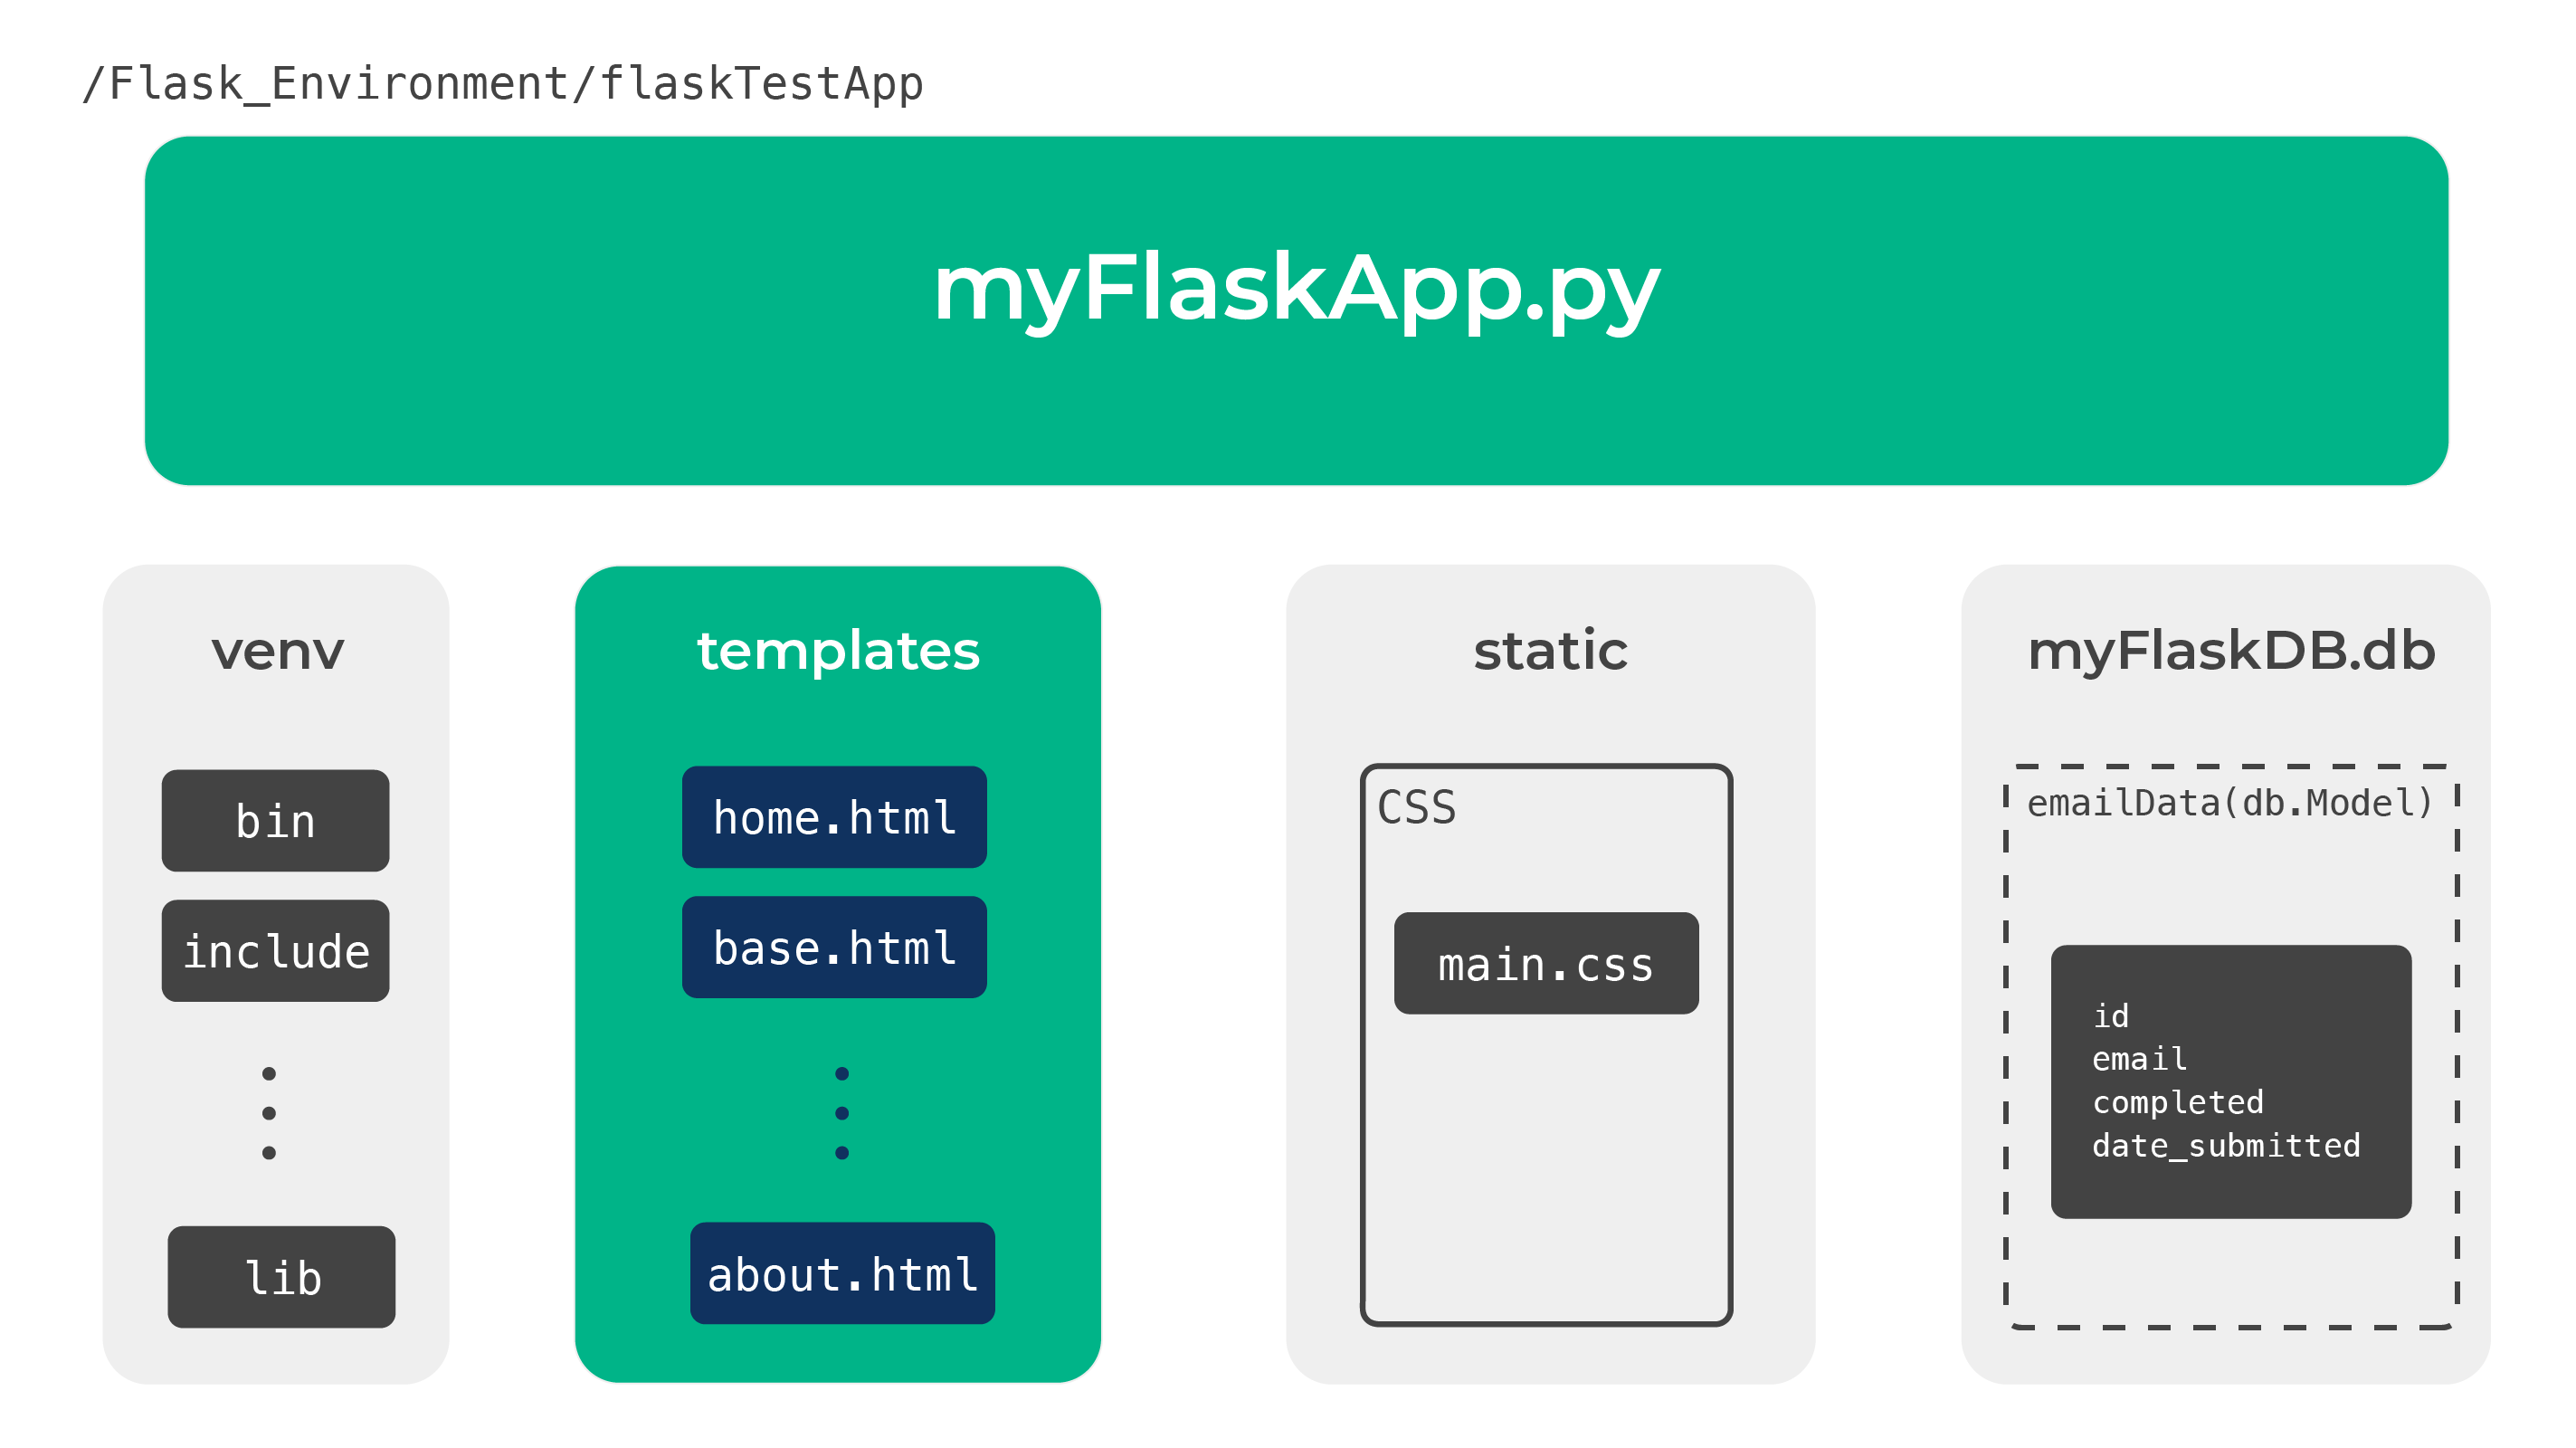 /Flask_Environment/flaskTestApp
myFlaskApp.py
venv
bin
include
lib
templates
home.html
base.html
about.html
static
CSS
main.css
myFlaskDB.db
emailData(db.Model)
id
email
completed
date_submitted